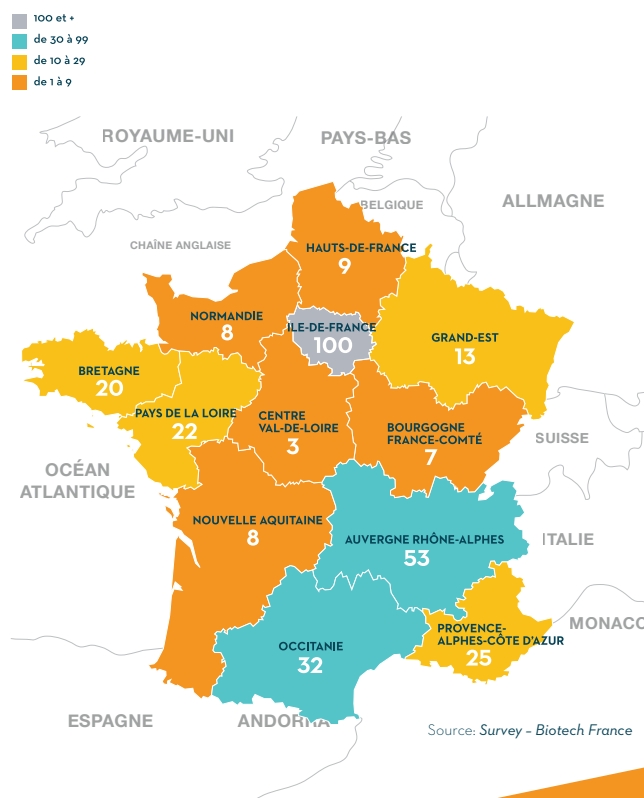 100 et +
de 30 à 99
de 10 à 29
de 1 à 9
ROYAUME-UNI
PAYS-BAS
BELGIQUE
ALLMAGNE
CHAÎNE ANGLAISE
HAUTS-DE-FRANCE
9
NORMANDIE
8
ILE-DE-FRANCE
100
GRAND-EST
13
BRETAGNE
20
PAYS DE LA LOIRE
22
CENTRE
VAL-DE-LOIRE
3
BOURGOGNE
FRANCE-COMTÉ
7
SUISSE
OCÉAN
ATLANTIQUE
NOUVELLE AQUITAINE
8
AUVERGNE RHÔNE-ALPHES
53
ITALIE
PROVENCE-
ALPHES-CÔTE D'AZUR
25
MONACO
OCCITANIE
32
ESPAGNE
ANDORRA
Source: Survey – Biotech France